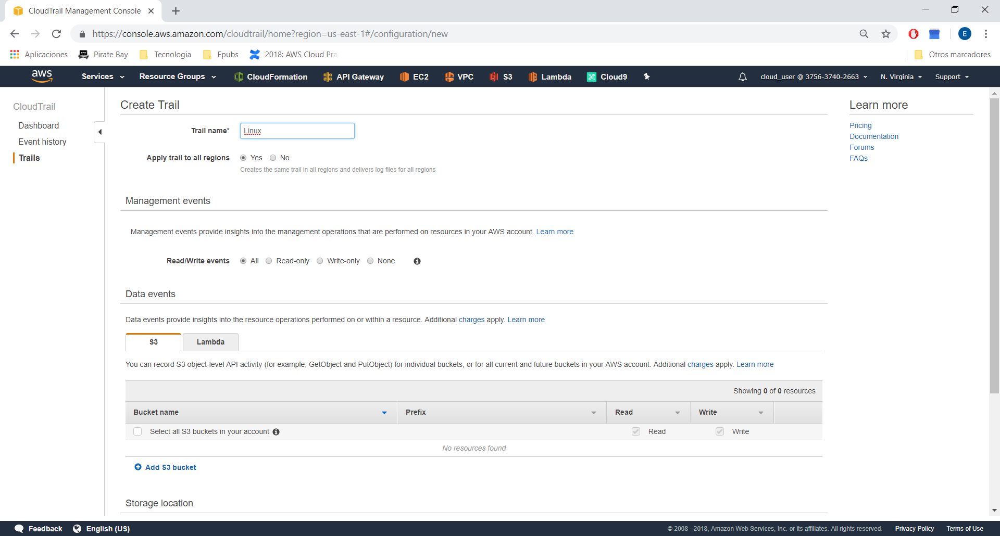 CloudTrail Management Console
https://console.aws.amazon.com/cloudtrail/home?region=us-east-1#/configuration/new
E
Aplicaciones Pirate Bay Tecnologia Epubs 2018: AWS Cloud Pra Otros marcadores
aws Services Resource Groups CloudFormation API Gateway EC2 VPC S3 Lambda Cloud9 cloud_user @ 3756-3740-2663 N. Virginia Support
CloudTrail
Dashboard
Event history
Trails
Create Trail
Trail name* Linux
Apply trail to all regions Yes No
Creates the same trail in all regions and delivers log files for all regions
Management events
Management events provide insights into the management operations that are performed on resources in your AWS account. Learn more
Read/Write events All Read-only Write-only None
Data events
Data events provide insights into the resource operations performed on or within a resource. Additional charges apply. Learn more
S3 Lambda
You can record S3 object-level API activity (for example, GetObject and PutObject) for individual buckets, or for all current and future buckets in your AWS account. Additional charges apply. Learn more
Showing 0 of 0 resources
Bucket name Prefix Read Write
Select all S3 buckets in your account Read Write
No resources found
Add S3 bucket
Storage location
Learn more
Pricing
Documentation
Forums
FAQs
Feedback English (US) © 2008 - 2018, Amazon Web Services, Inc. or its affiliates. All rights reserved. Privacy Policy Terms of Use